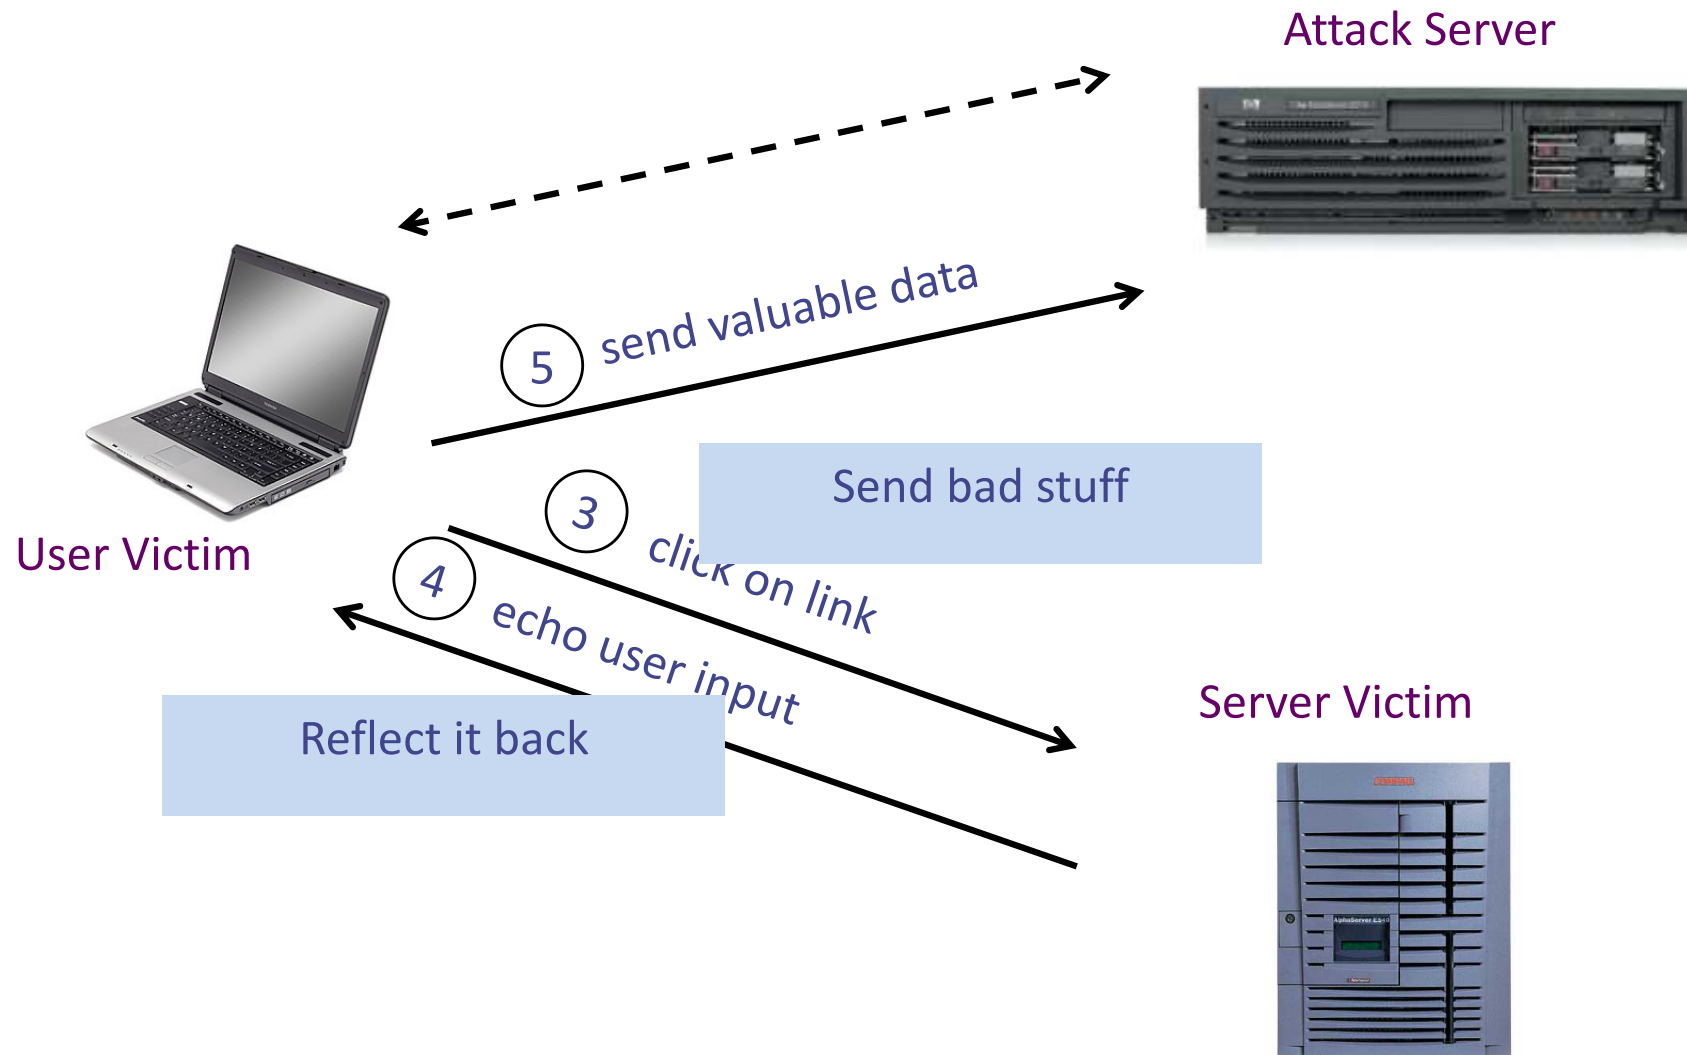 Attack Server
5 send valuable data
Send bad stuff
3 click on link
User Victim
4 echo user input
Reflect it back
Server Victim
AlphaServer